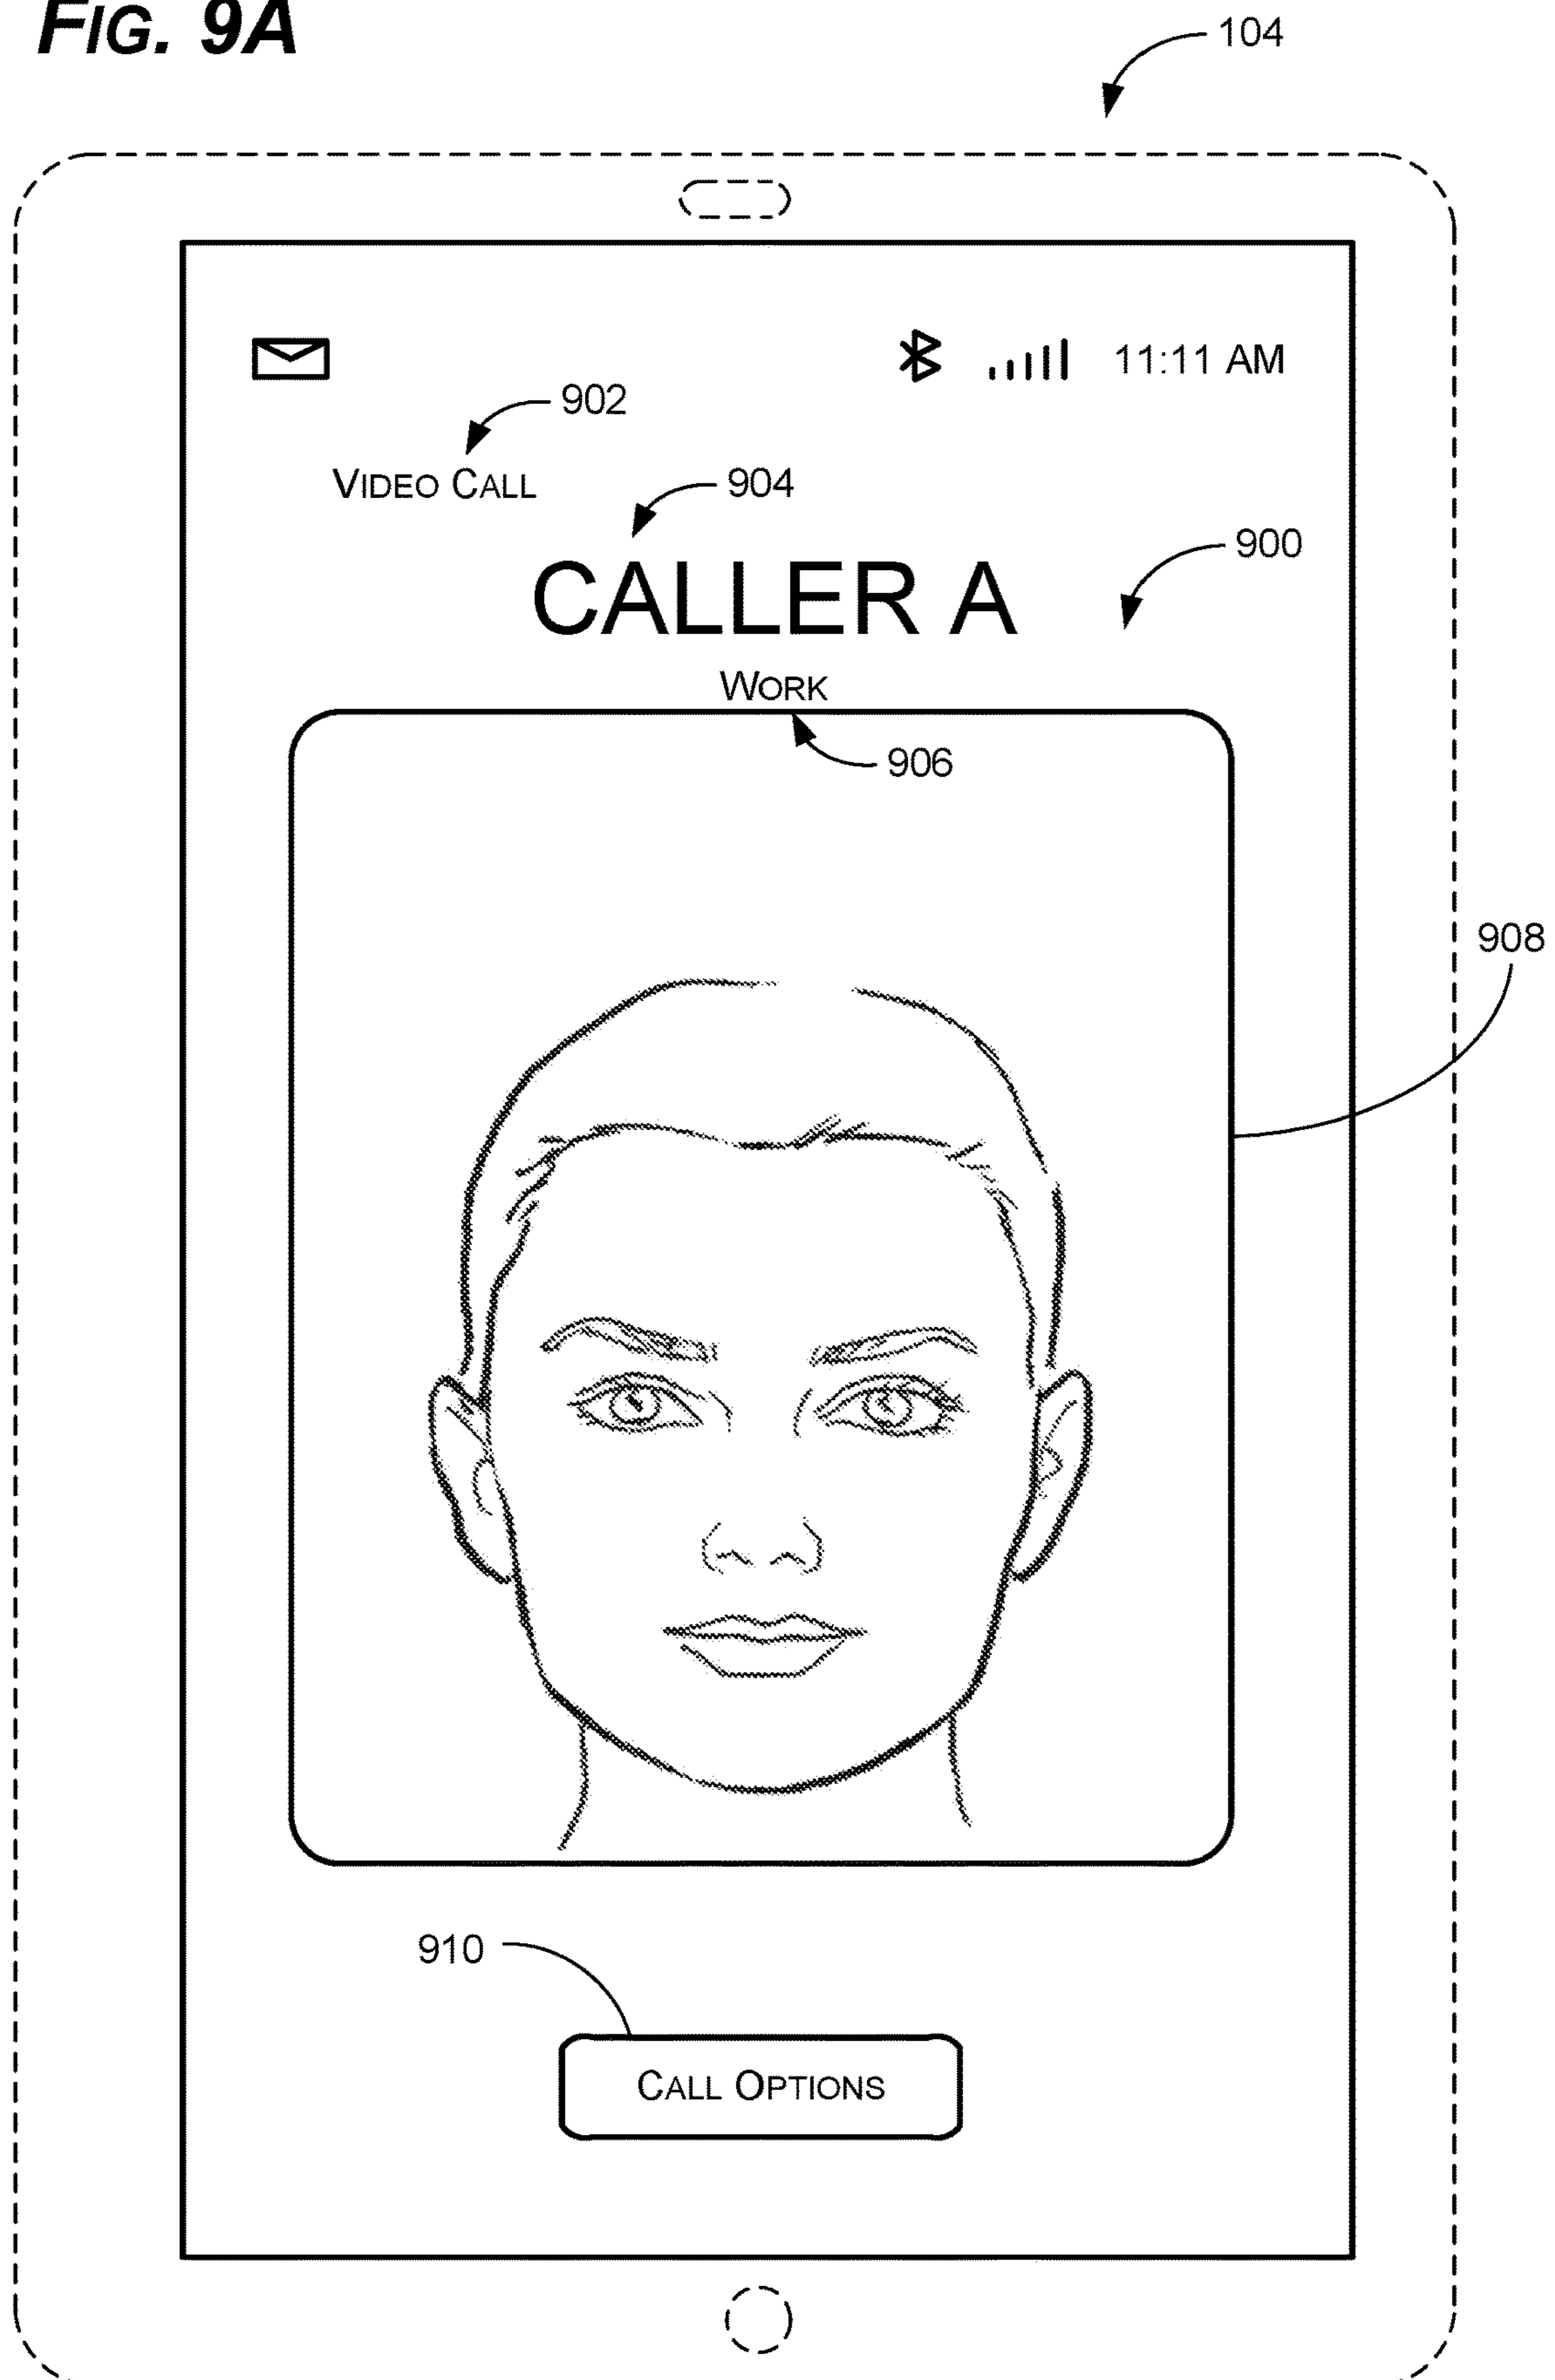 FIG. 9A
104
11:11 AM
902
VIDEO CALL
904
900
CALLER A
WORK
906
908
910
CALL OPTIONS